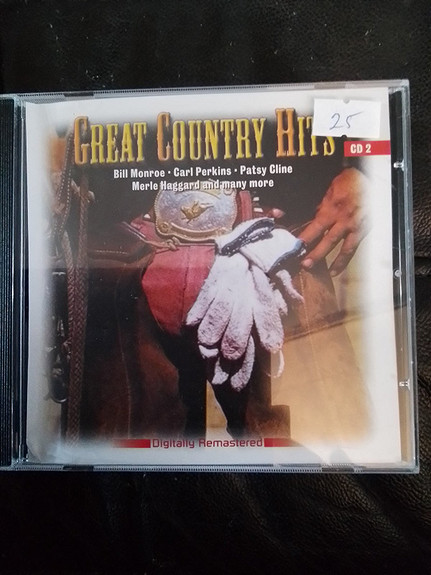 25
GREAT COUNTRY HITS
CD 2
Bill Monroe • Carl Perkins • Patsy Cline
Merle Haggard and many more
Digitally Remastered